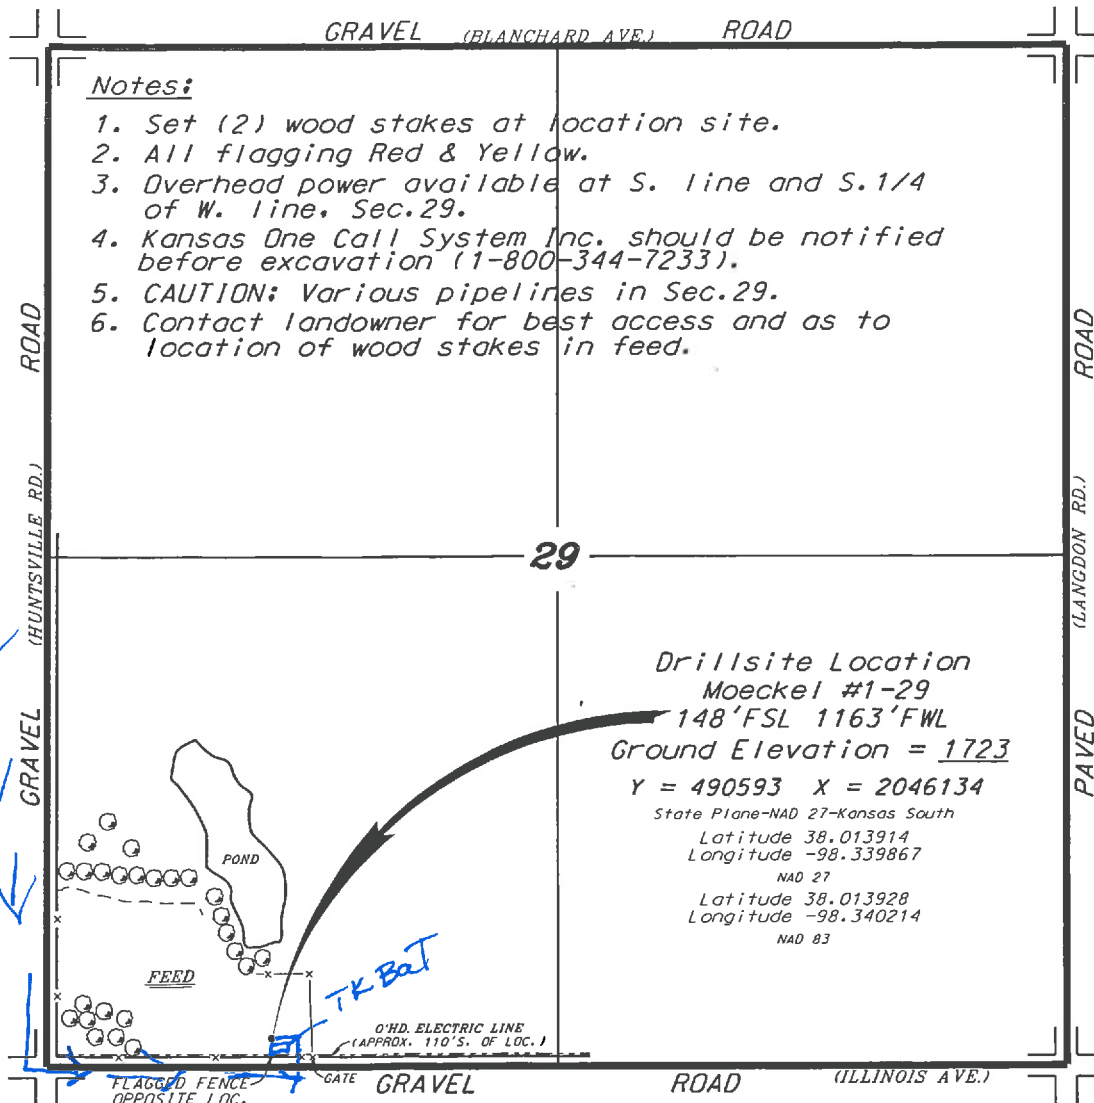 GRAVEL (BLANCHARD AVE.) ROAD
Notes:
1. Set (2) wood stakes at location site.
2. All flagging Red & Yellow.
3. Overhead power available at S. line and S.1/4
of W. line, Sec.29.
4. Kansas One Call System Inc. should be notified
before excavation (1-800-344-7233).
5. CAUTION: Various pipelines in Sec.29.
6. Contact landowner for best access and as to
location of wood stakes in feed.
ROAD
(HUNTSVILLE RD.)
GRAVEL
ROAD
(LANGDON RD.)
PAVED
29
Drillsite Location
Moeckel #1-29
148'FSL 1163'FWL
Ground Elevation = 1723
Y = 490593 X = 2046134
State Plane-NAD 27-Kansas South
Latitude 38.013914
Longitude -98.339867
NAD 27
Latitude 38.013928
Longitude -98.340214
NAD 83
POND
FEED
TK BaT
O'HD. ELECTRIC LINE
(APPROX. 110'S. OF LOC.)
FLAGGED FENCE
OPPOSITE LOC.
GATE
GRAVEL ROAD (ILLINOIS AVE.)